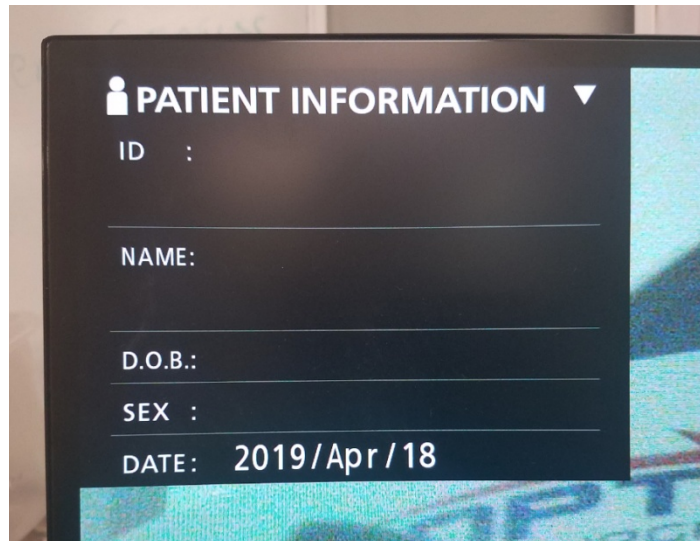 PATIENT INFORMATION
ID :
NAME:
D.O.B.:
SEX :
DATE: 2019/Apr/18